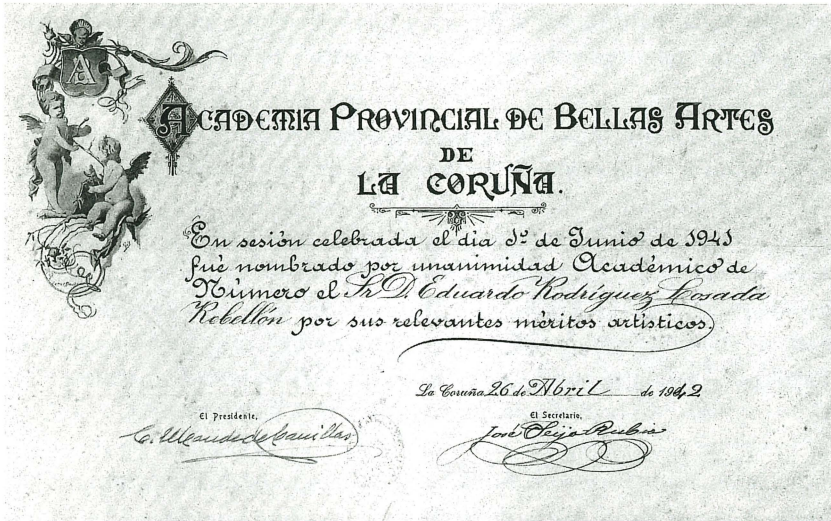 A
ACADEMIA PROVINCIAL DE BELLAS ARTES
DE
LA CORUÑA.
En sesión celebrada el día 1º de Junio de 1941
fué nombrado por unanimidad Académico de
Número el Sr. D. Eduardo Rodríguez Losada
Rebellón por sus relevantes méritos artísticos.
La Coruña 26 de Abril de 1942
El Presidente,
El Secretario,
José Seijo Rubio